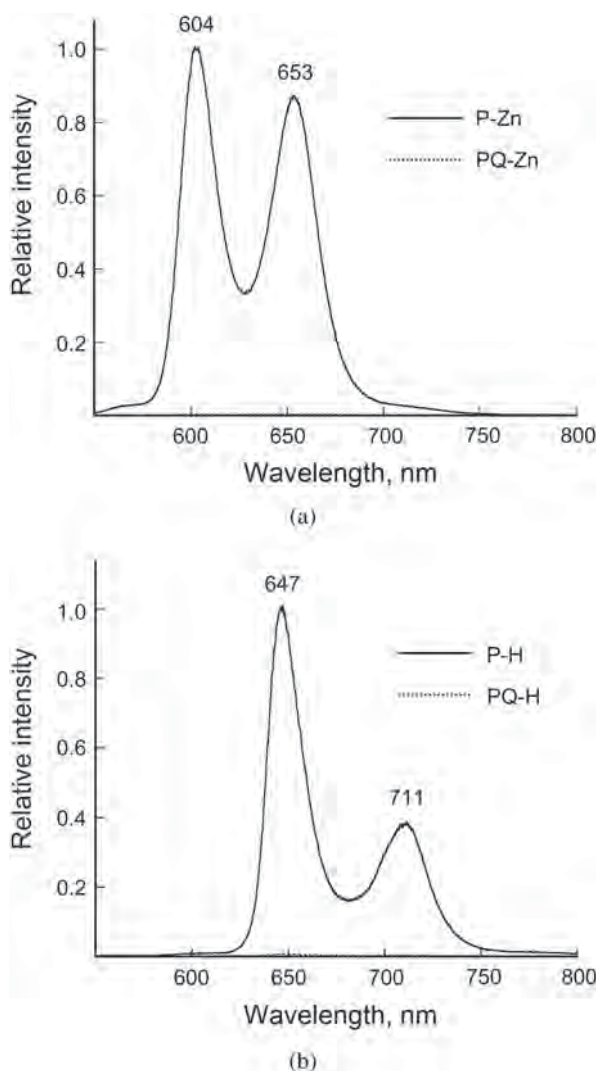 604
653
1.0
0.8
0.6
0.4
0.2
Relative intensity
P-Zn
PQ-Zn
600 650 700 750 800
Wavelength, nm
(a)
647
711
1.0
0.8
0.6
0.4
0.2
Relative intensity
P-H
PQ-H
600 650 700 750 800
Wavelength, nm
(b)